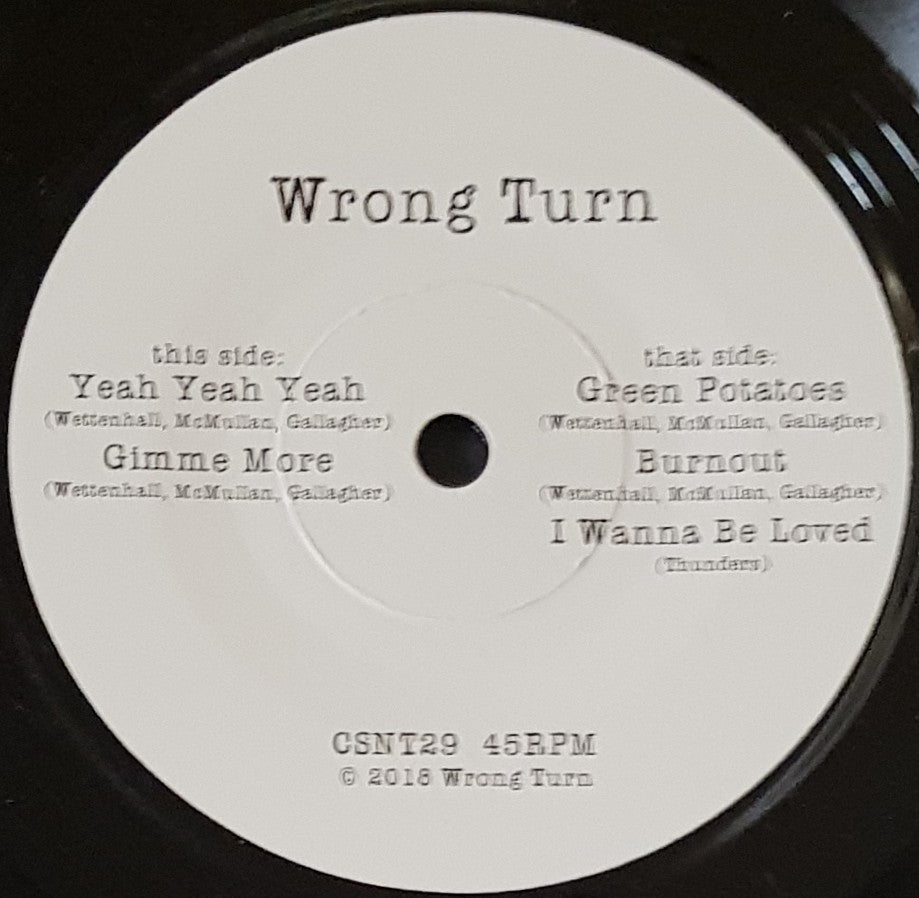 Wrong Turn
this side:
Yeah Yeah Yeah
(Wettenhall, McMullan, Gallagher)
Gimme More
(Wettenhall, McMullan, Gallagher)
that side:
Green Potatoes
(Wettenhall, McMullan, Gallagher)
Burnout
(Wettenhall, McMullan, Gallagher)
I Wanna Be Loved
(Thunders)
CSNT29 45RPM
© 2018 Wrong Turn